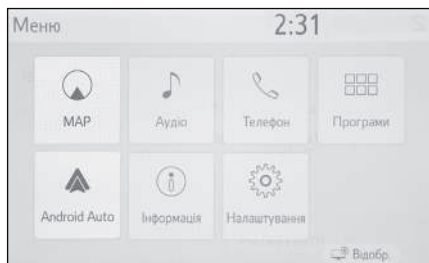 Меню 2:31
MAP Аудіо Телефон Програми
Android Auto Інформація Налаштування
Відобр.